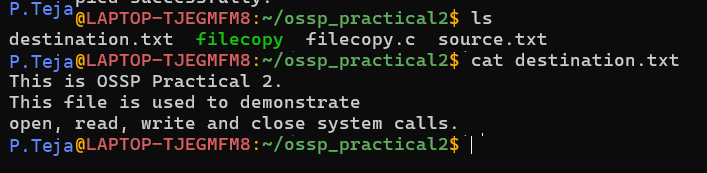 P.Teja@LAPTOP-TJEGMFM8:~/ossp_practical2$ ls
destination.txt filecopy filecopy.c source.txt
P.Teja@LAPTOP-TJEGMFM8:~/ossp_practical2$ cat destination.txt
This is OSSP Practical 2.
This file is used to demonstrate
open, read, write and close system calls.
P.Teja@LAPTOP-TJEGMFM8:~/ossp_practical2$